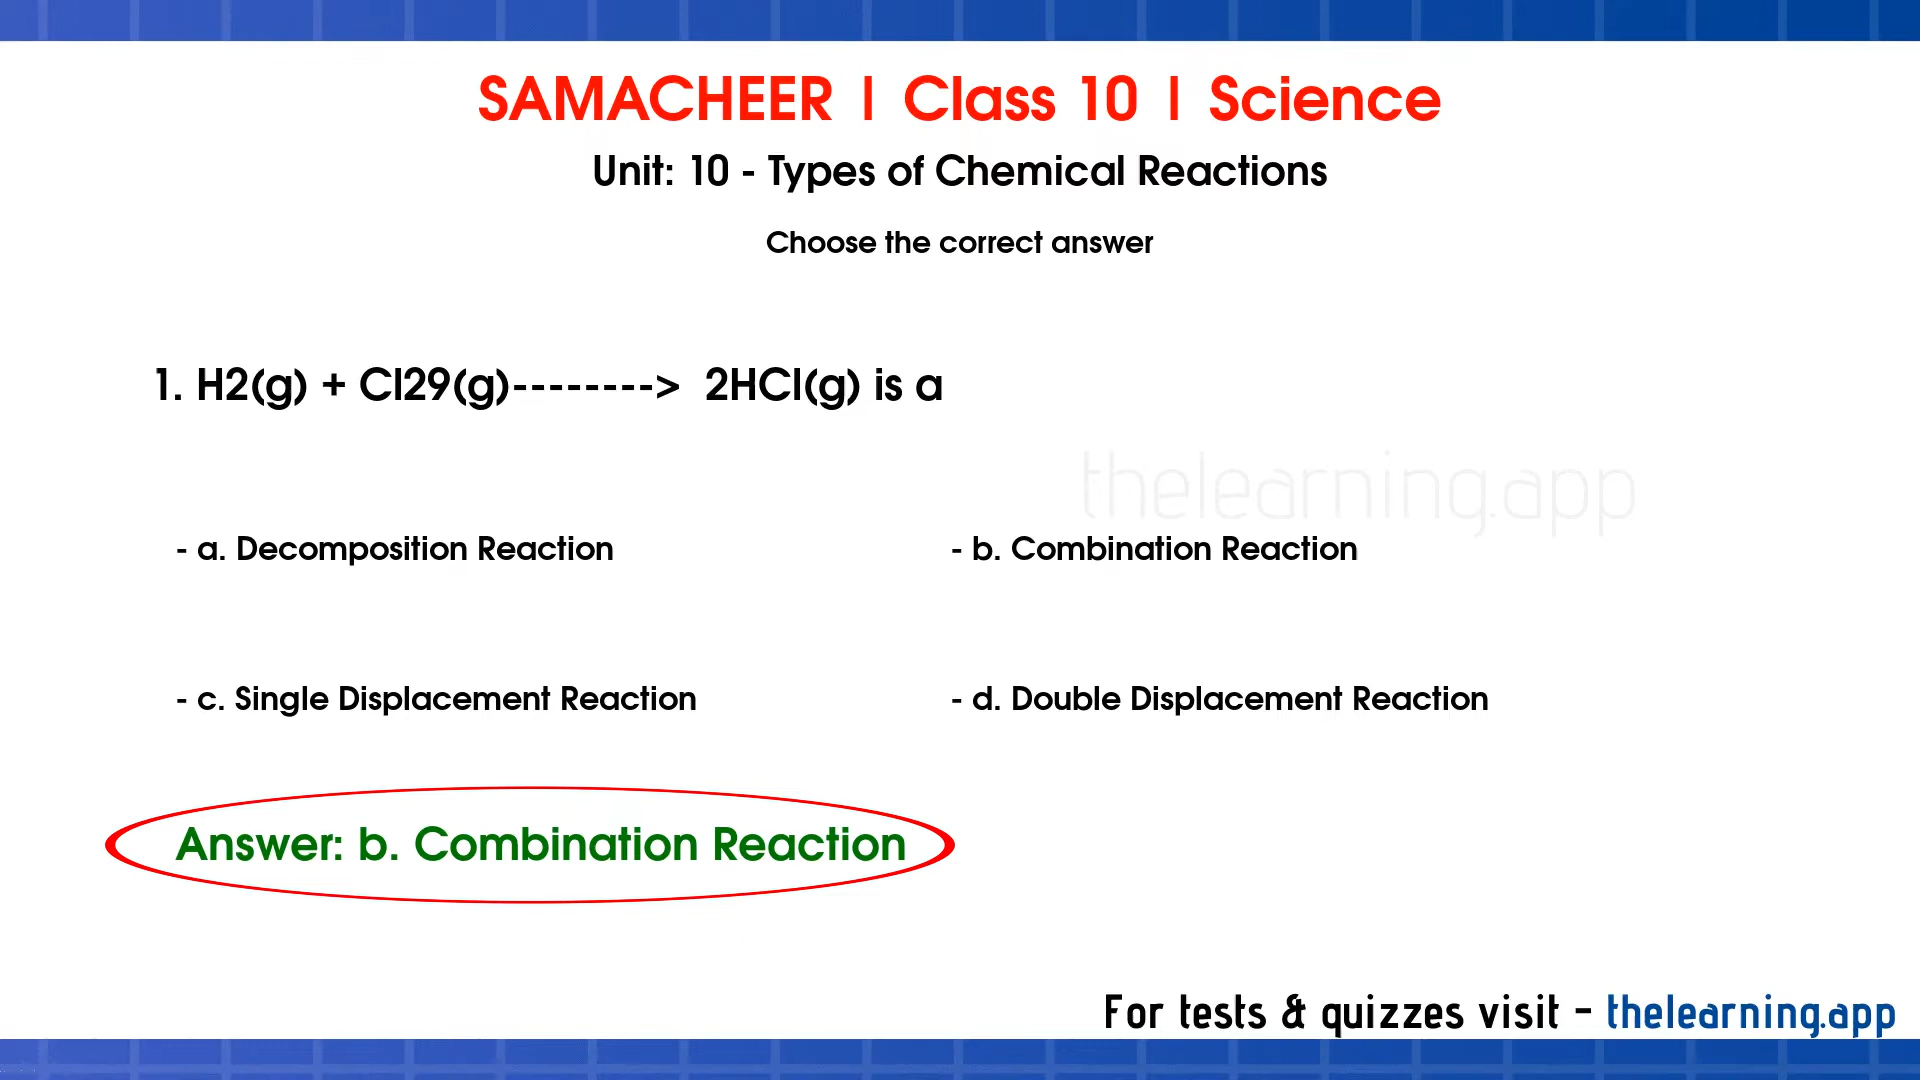 SAMACHEER | Class 10 | Science
Unit: 10 - Types of Chemical Reactions
Choose the correct answer
1. H2(g) + Cl29(g)--------> 2HCl(g) is a
thelearning.app
- a. Decomposition Reaction
- b. Combination Reaction
- c. Single Displacement Reaction
- d. Double Displacement Reaction
Answer: b. Combination Reaction
For tests & quizzes visit - thelearning.app